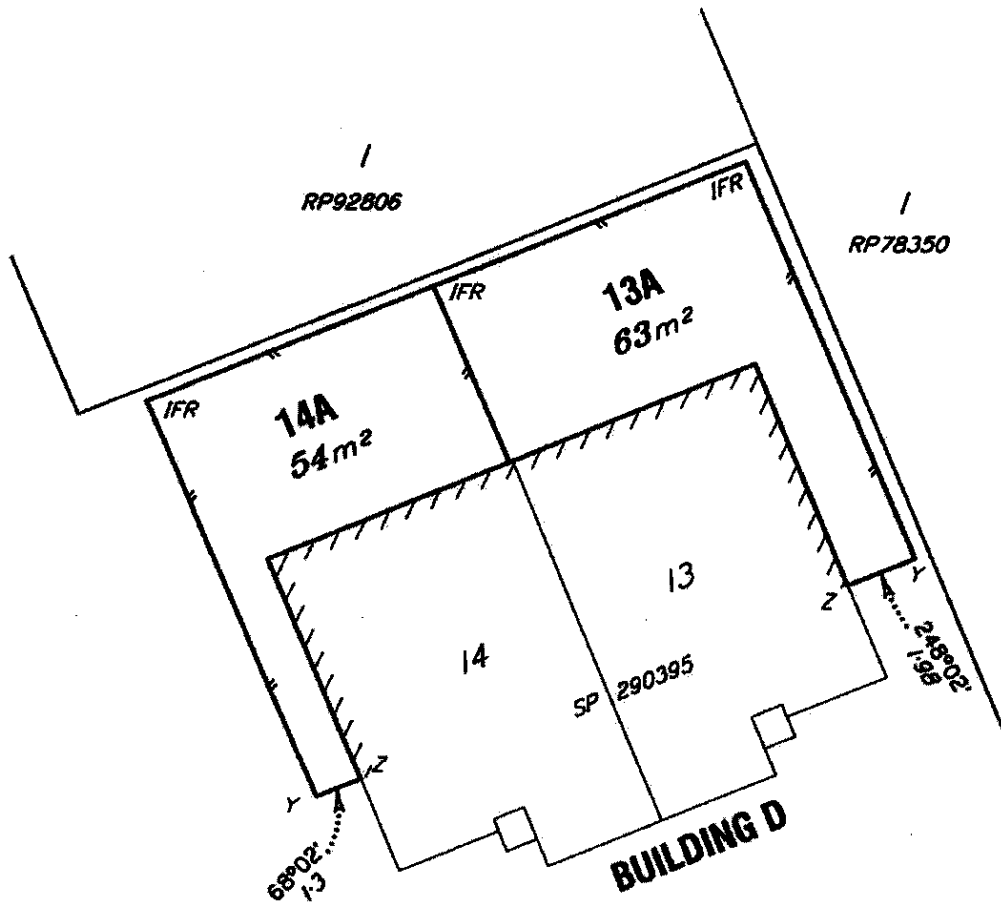 1
RP92806
1
RP78350
IFR
IFR
13A
63m²
IFR
14A
54m²
13
14
SP 290395
Z
Y
248°02'
1·98
Z
Y
68°02'
1·3
BUILDING D